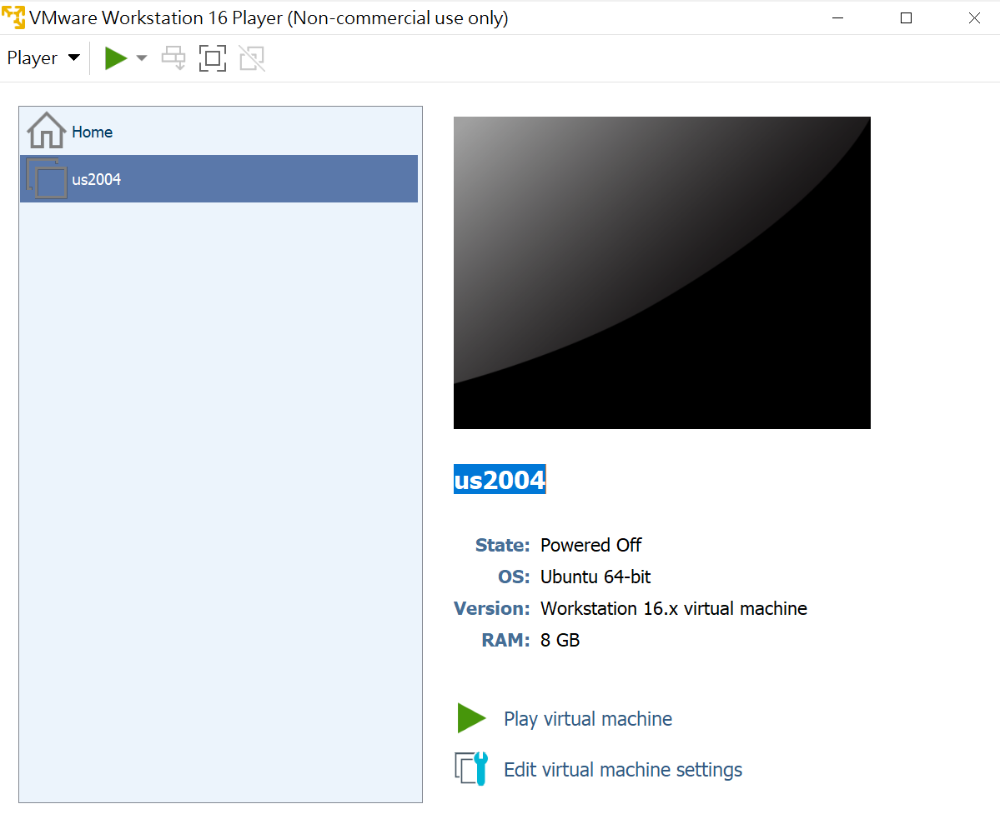 VMware Workstation 16 Player (Non-commercial use only)
Player
Home
us2004
us2004
State: Powered Off
OS: Ubuntu 64-bit
Version: Workstation 16.x virtual machine
RAM: 8 GB
Play virtual machine
Edit virtual machine settings